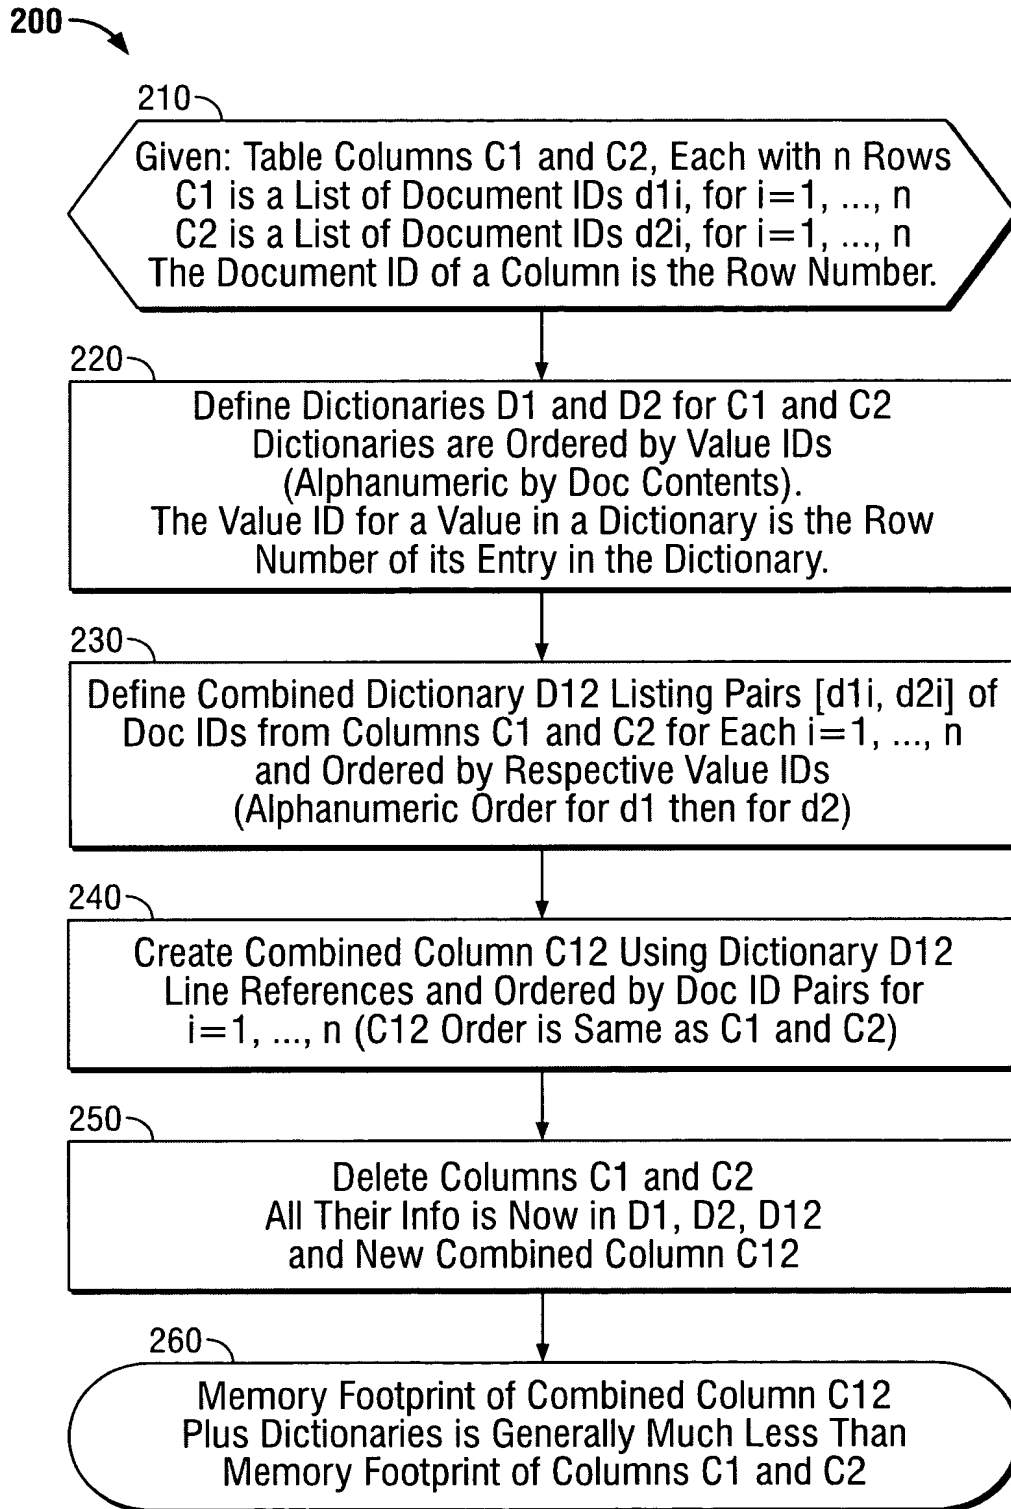 200
210
Given: Table Columns C1 and C2, Each with n Rows
C1 is a List of Document IDs d1i, for i=1, ..., n
C2 is a List of Document IDs d2i, for i=1, ..., n
The Document ID of a Column is the Row Number.
220
Define Dictionaries D1 and D2 for C1 and C2
Dictionaries are Ordered by Value IDs
(Alphanumeric by Doc Contents).
The Value ID for a Value in a Dictionary is the Row
Number of its Entry in the Dictionary.
230
Define Combined Dictionary D12 Listing Pairs [d1i, d2i] of
Doc IDs from Columns C1 and C2 for Each i=1, ..., n
and Ordered by Respective Value IDs
(Alphanumeric Order for d1 then for d2)
240
Create Combined Column C12 Using Dictionary D12
Line References and Ordered by Doc ID Pairs for
i=1, ..., n (C12 Order is Same as C1 and C2)
250
Delete Columns C1 and C2
All Their Info is Now in D1, D2, D12
and New Combined Column C12
260
Memory Footprint of Combined Column C12
Plus Dictionaries is Generally Much Less Than
Memory Footprint of Columns C1 and C2